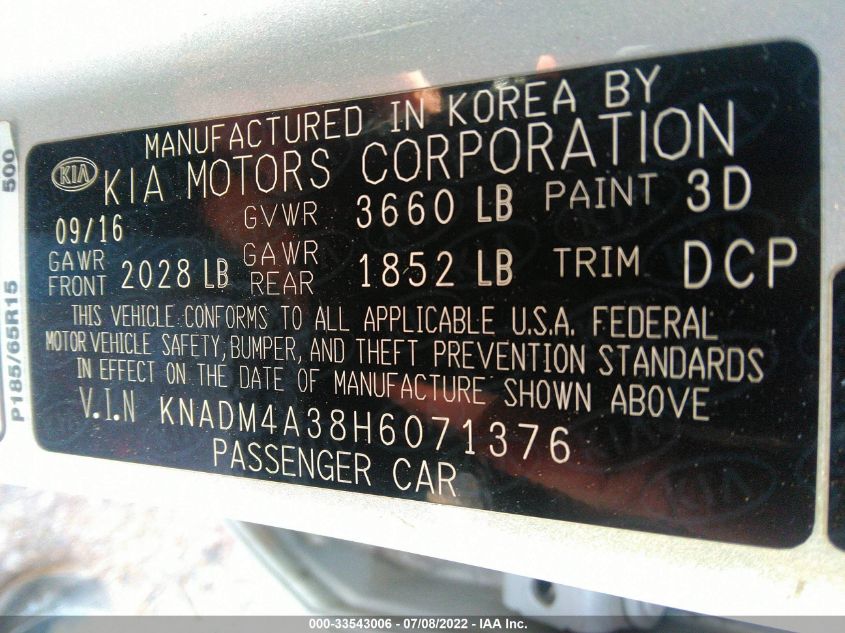 MANUFACTURED IN KOREA BY
KIA KIA MOTORS CORPORATION
09/16 GVWR 3660 LB PAINT 3D
GAWR FRONT 2028 LB GAWR REAR 1852 LB TRIM DCP
THIS VEHICLE CONFORMS TO ALL APPLICABLE U.S.A. FEDERAL
MOTOR VEHICLE SAFETY, BUMPER, AND THEFT PREVENTION STANDARDS
IN EFFECT ON THE DATE OF MANUFACTURE SHOWN ABOVE
V.I.N KNADM4A38H6071376
PASSENGER CAR
KIA
P185/65R15 500
000-33543006 - 07/08/2022 - IAA Inc.